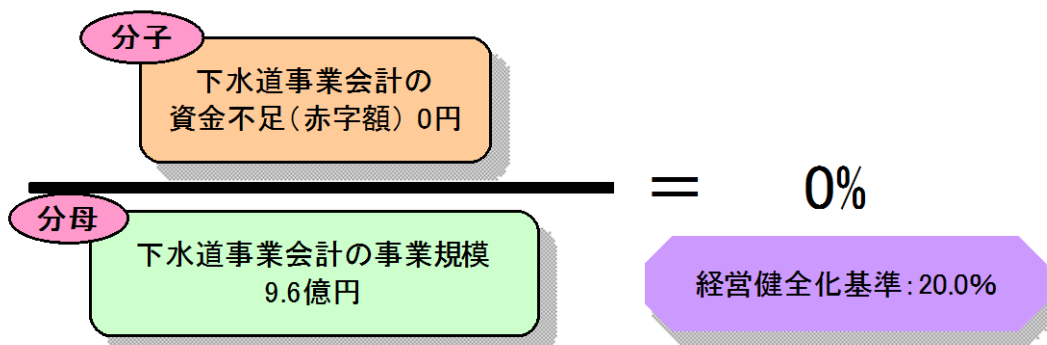 分子
下水道事業会計の
資金不足(赤字額) 0円
= 0%
分母
下水道事業会計の事業規模
9.6億円
経営健全化基準:20.0%